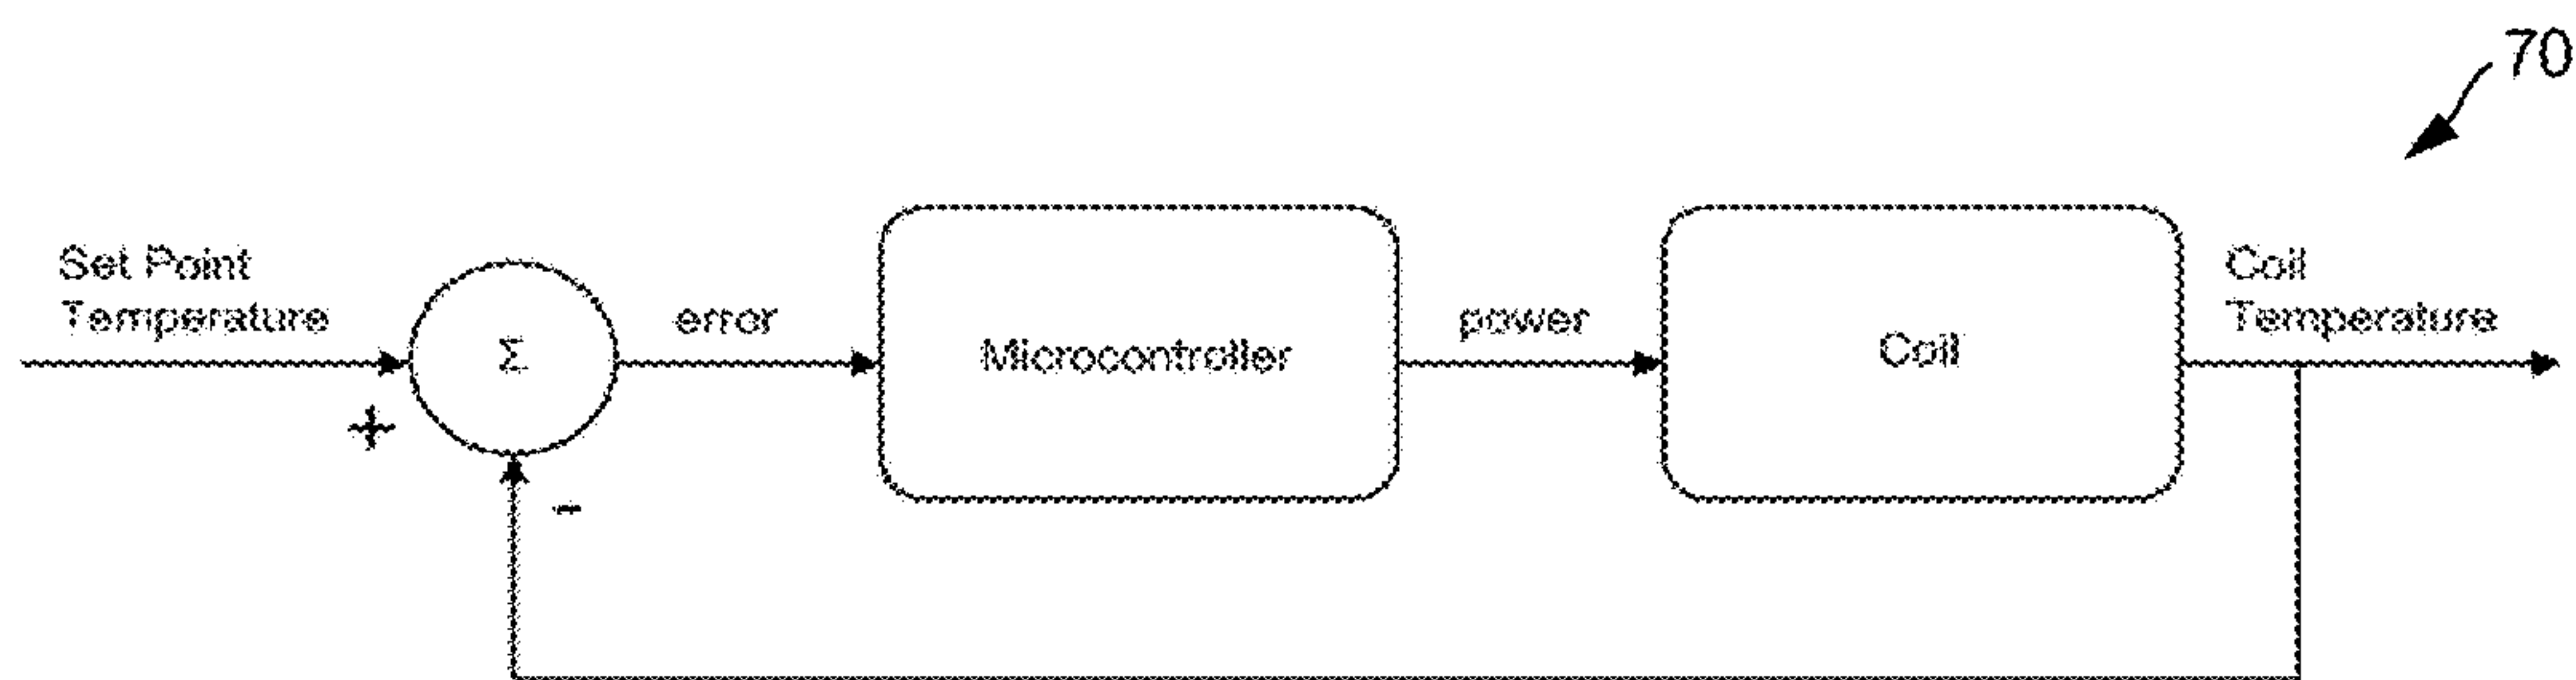 70
Set Point
Temperature
+
Σ
-
error
Microcontroller
power
Coil
Coil
Temperature